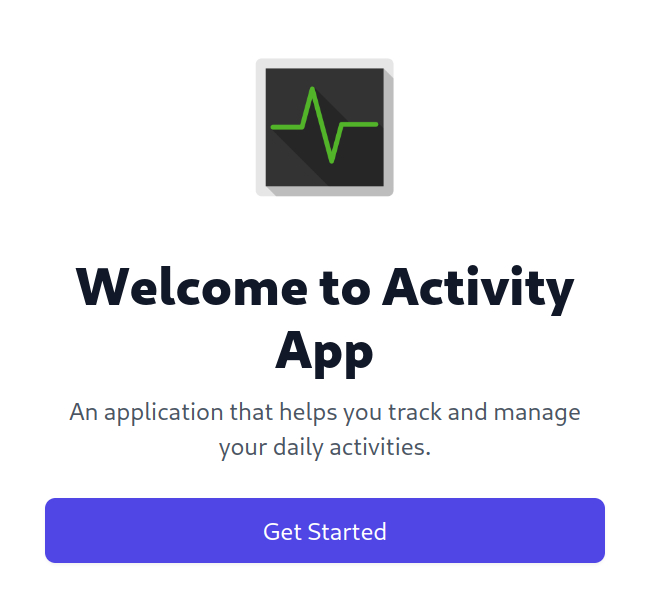 Welcome to Activity
App
An application that helps you track and manage
your daily activities.
Get Started